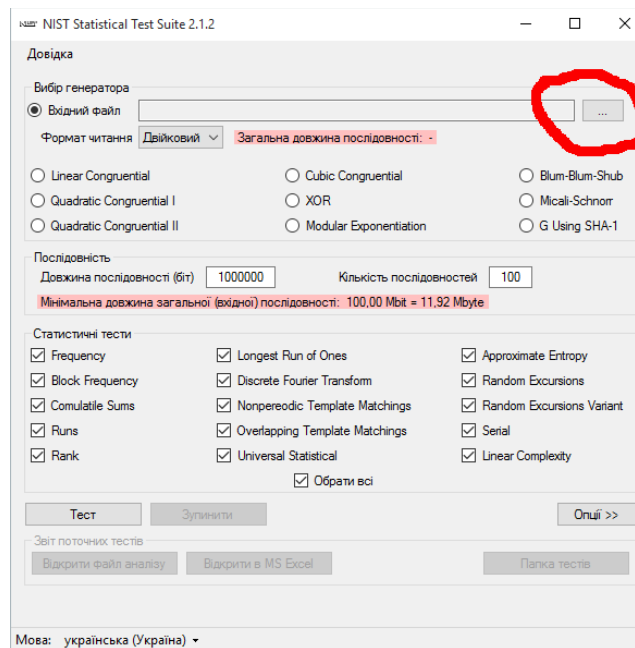 NIST Statistical Test Suite 2.1.2
Довідка
Вибір генератора
Вхідний файл ...
Формат читання Двійковий Загальна довжина послідовності: -
Linear Congruential Cubic Congruential Blum-Blum-Shub
Quadratic Congruential I XOR Micali-Schnorr
Quadratic Congruential II Modular Exponentiation G Using SHA-1
Послідовність
Довжина послідовності (біт) 1000000 Кількість послідовностей 100
Мінімальна довжина загальної (вхідної) послідовності: 100,00 Mbit = 11,92 Mbyte
Статистичні тести
Frequency Longest Run of Ones Approximate Entropy
Block Frequency Discrete Fourier Transform Random Excursions
Comulatile Sums Nonpereodic Template Matchings Random Excursions Variant
Runs Overlapping Template Matchings Serial
Rank Universal Statistical Linear Complexity
Обрати всі
Тест Зупинити Опції >>
Звіт поточних тестів
Відкрити файл аналізу Відкрити в MS Excel Папка тестів
Мова: українська (Україна)